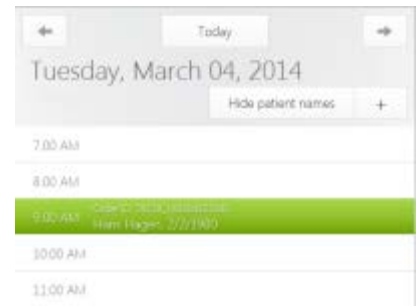 Today
Tuesday, March 04, 2014
Hide patient names +
7:00 AM
8:00 AM
9:00 AM
Hans Hagen, 2/2/1980
10:00 AM
11:00 AM